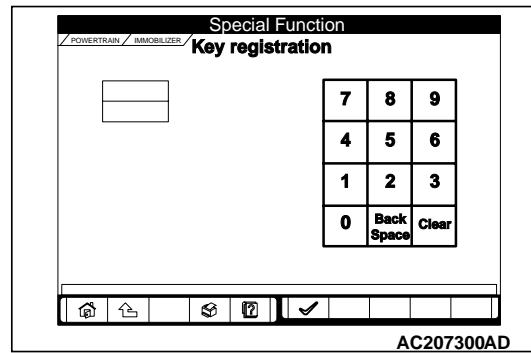 Special Function
POWERTRAIN IMMOBILIZER
Key registration
7 8 9
4 5 6
1 2 3
0 Back Space Clear
?
AC207300AD